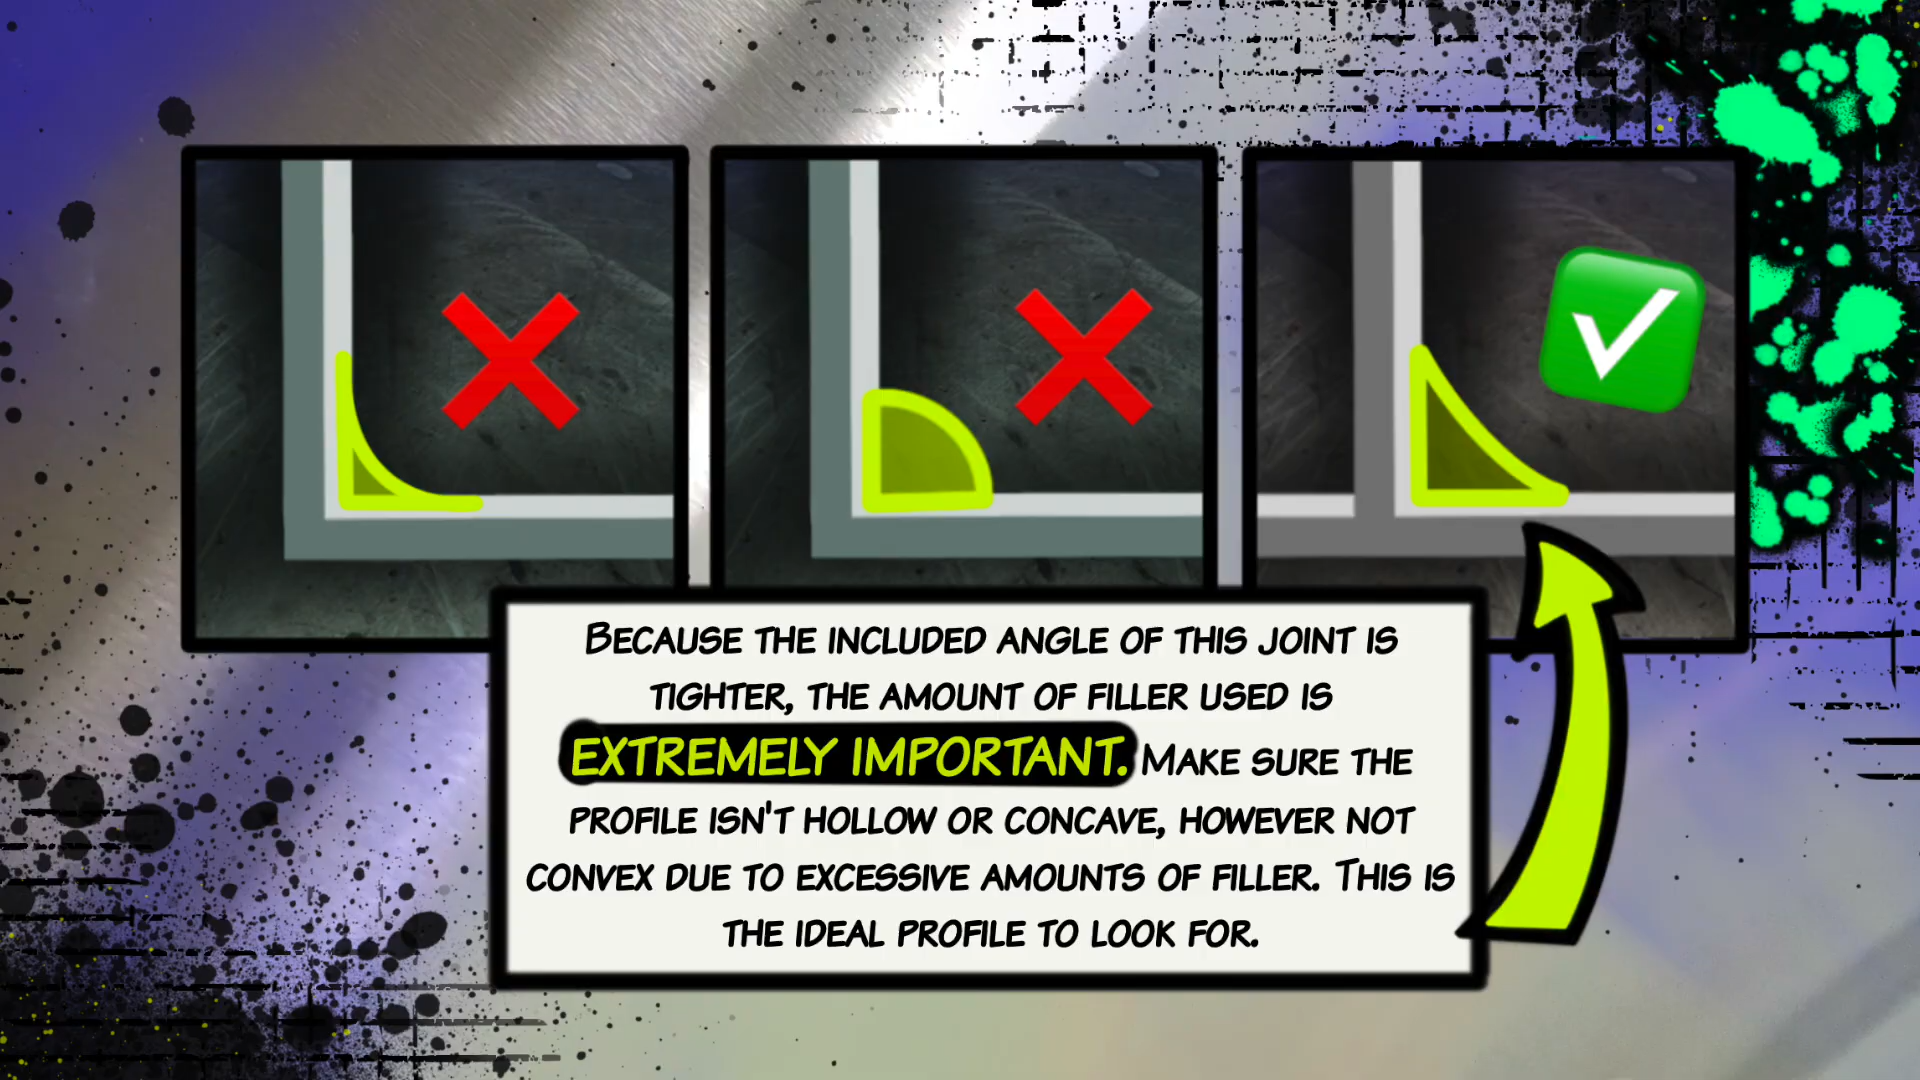 BECAUSE THE INCLUDED ANGLE OF THIS JOINT IS
TIGHTER, THE AMOUNT OF FILLER USED IS
EXTREMELY IMPORTANT. MAKE SURE THE
PROFILE ISN'T HOLLOW OR CONCAVE, HOWEVER NOT
CONVEX DUE TO EXCESSIVE AMOUNTS OF FILLER. THIS IS
THE IDEAL PROFILE TO LOOK FOR.